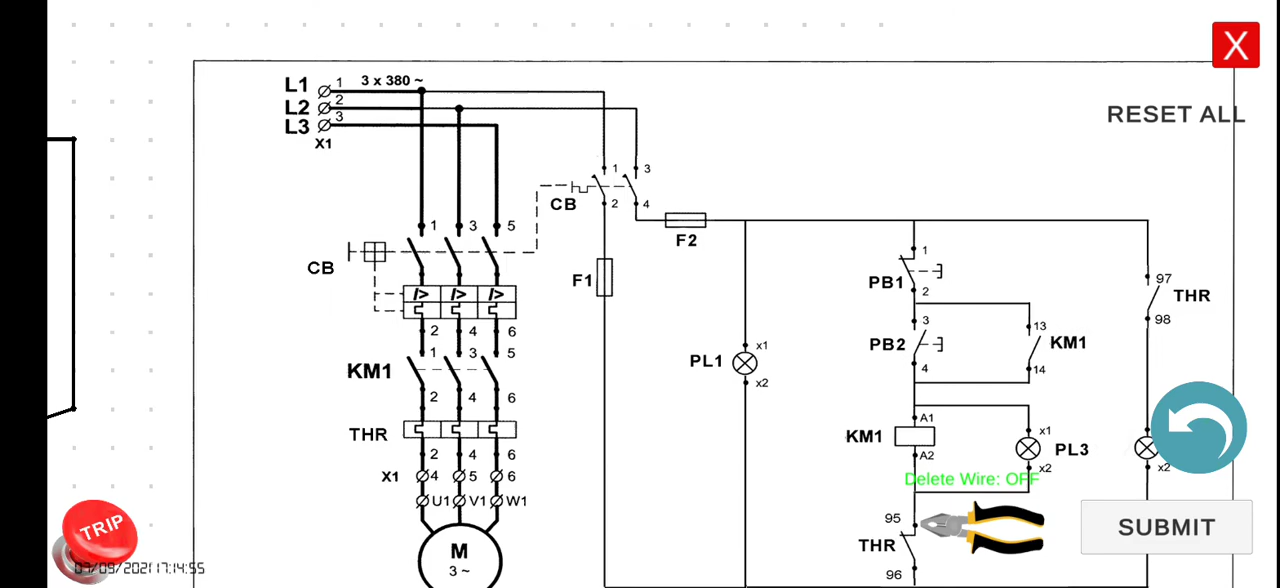 X
3 x 380 ~
L1 1
L2 2
L3 3
X1
RESET ALL
1 3
CB
2 4
F2
1 3 5
CB
F1
I> I> I>
2 4 6
1
PB1
2
97
THR
98
3
PB2
4
13
KM1
14
PL1
x1
x2
KM1
1 3 5
2 4 6
THR
2 4 6
A1
KM1
A2
x1
PL3
x2
x2
X1 4 5 6
U1 V1 W1
M
3 ~
Delete Wire: OFF
95
THR
96
SUBMIT
TRIP